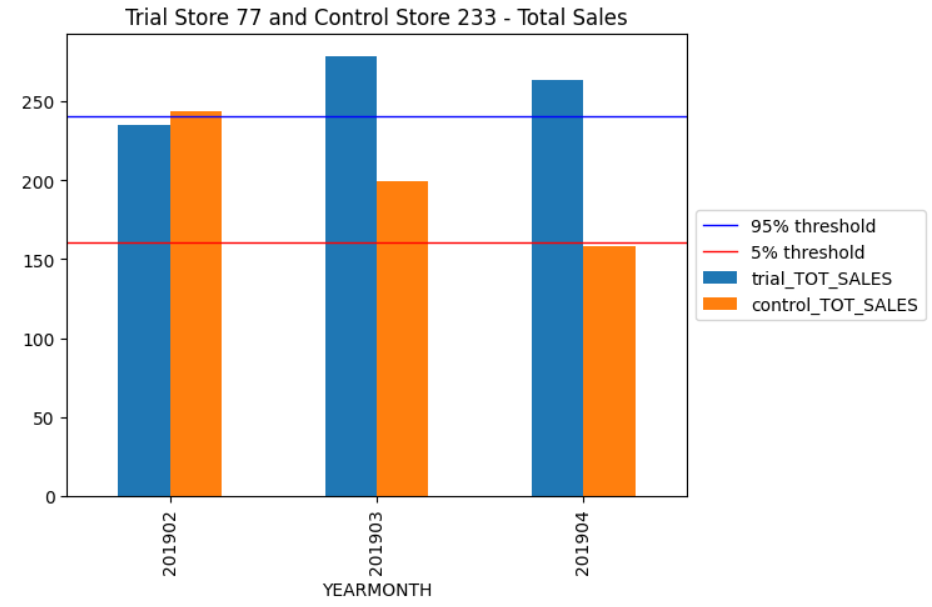 Trial Store 77 and Control Store 233 - Total Sales
250
200
150
100
50
0
201902
201903
201904
YEARMONTH
95% threshold
5% threshold
trial_TOT_SALES
control_TOT_SALES